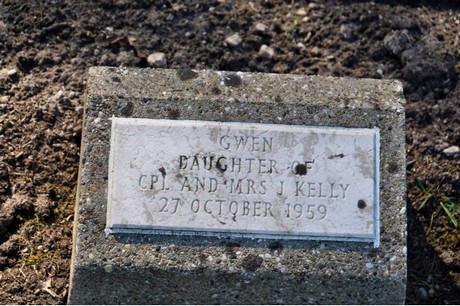 GWEN
DAUGHTER OF
CPL AND MRS J KELLY
27 OCTOBER 1959